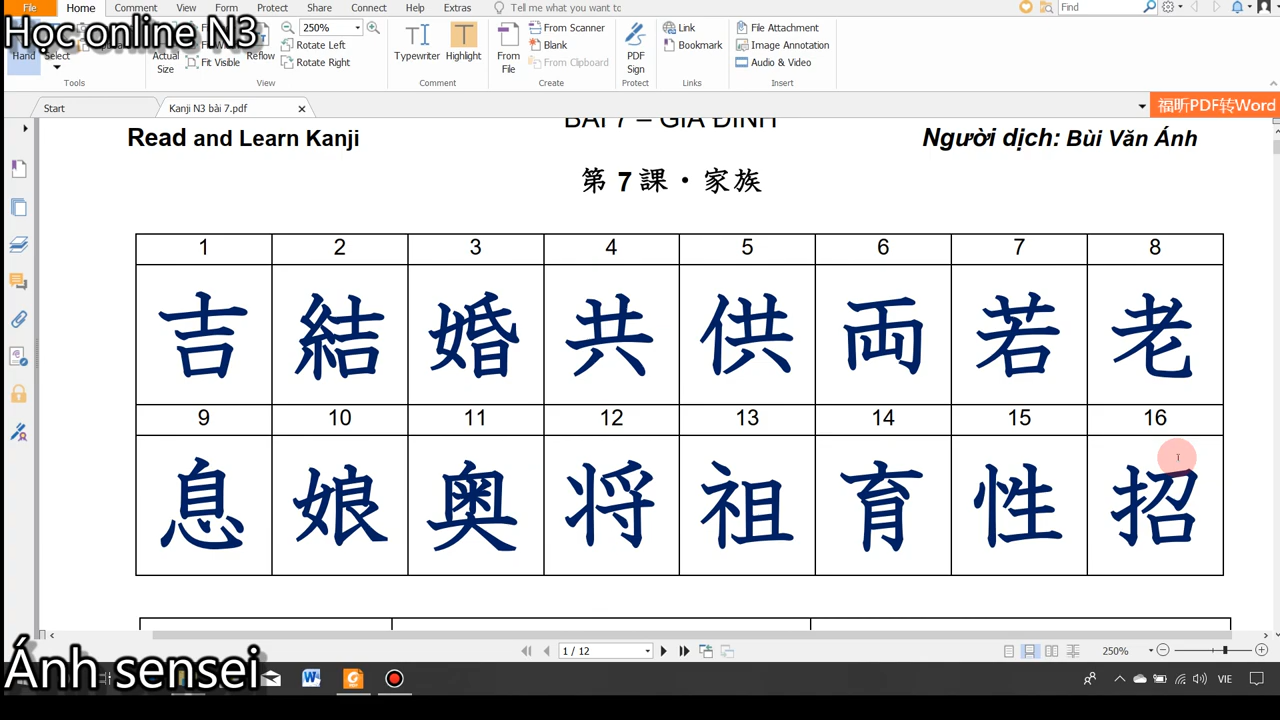 File Home Comment View Form Protect Share Connect Help Extras Tell me what you want tc Find
Học online N3
Hand Select
Actual Size
Fit Visible
Reflow
250%
Rotate Left
Rotate Right
Typewriter Highlight
From File
From Scanner
Blank
From Clipboard
PDF Sign
Link
Bookmark
File Attachment
Image Annotation
Audio & Video
Tools View Comment Create Protect Links Insert
Start Kanji N3 bài 7.pdf 福昕PDF转Word
BÀI 7 – GIA ĐÌNH
Read and Learn Kanji Người dịch: Bùi Văn Ánh
第 7 課・家族
1 2 3 4 5 6 7 8
吉 結 婚 共 供 両 若 老
9 10 11 12 13 14 15 16
息 娘 奥 将 祖 育 性 招
1 / 12 250%
Ánh sensei
VIE